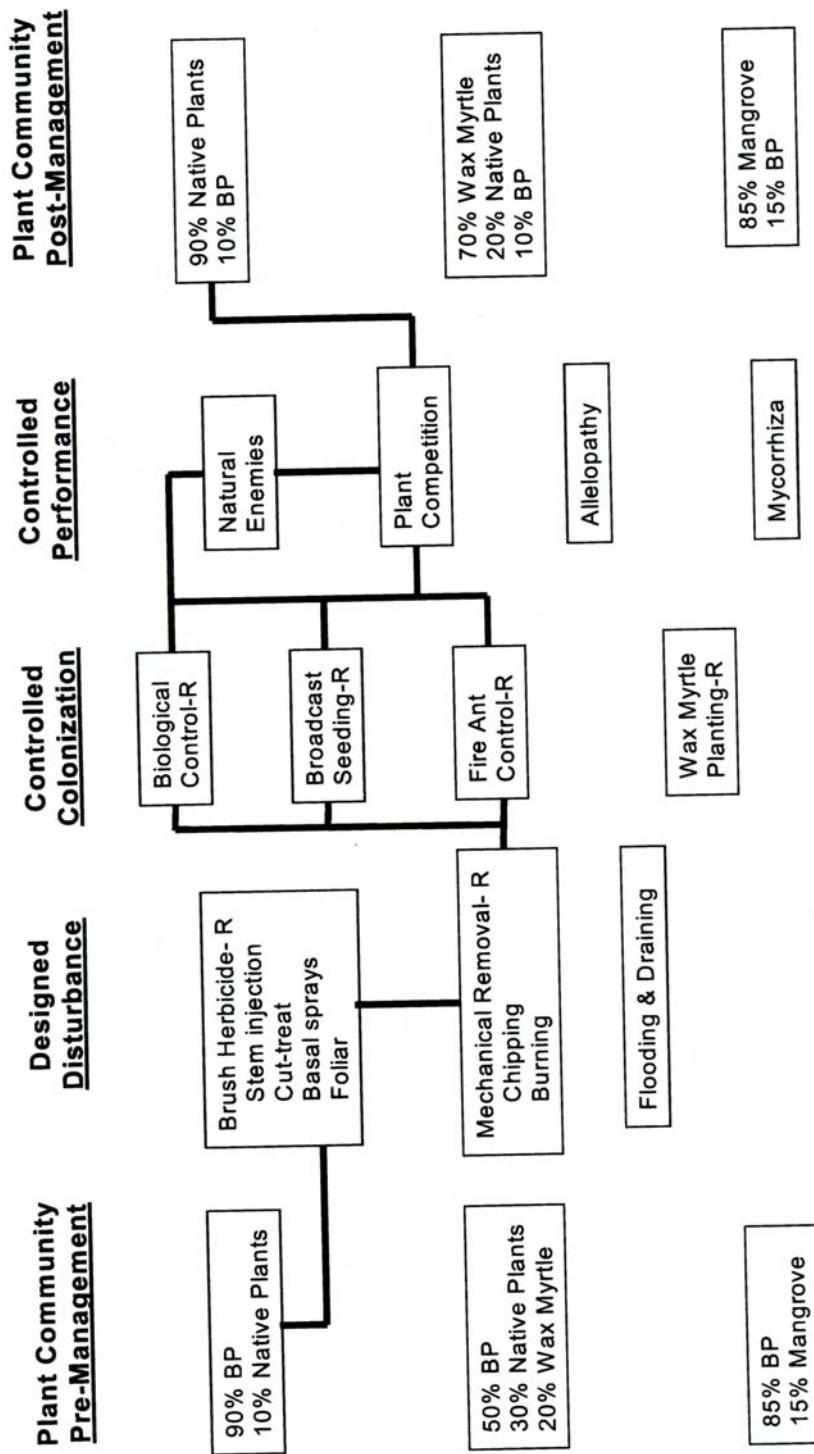 Plant Community
Pre-Management
Designed
Disturbance
Controlled
Colonization
Controlled
Performance
Plant Community
Post-Management
90% BP
10% Native Plants
50% BP
30% Native Plants
20% Wax Myrtle
85% BP
15% Mangrove
Brush Herbicide- R
Stem injection
Cut-treat
Basal sprays
Foliar
Mechanical Removal- R
Chipping
Burning
Flooding & Draining
Biological
Control-R
Broadcast
Seeding-R
Fire Ant
Control-R
Wax Myrtle
Planting-R
Natural
Enemies
Plant
Competition
Allelopathy
Mycorrhiza
90% Native Plants
10% BP
70% Wax Myrtle
20% Native Plants
10% BP
85% Mangrove
15% BP